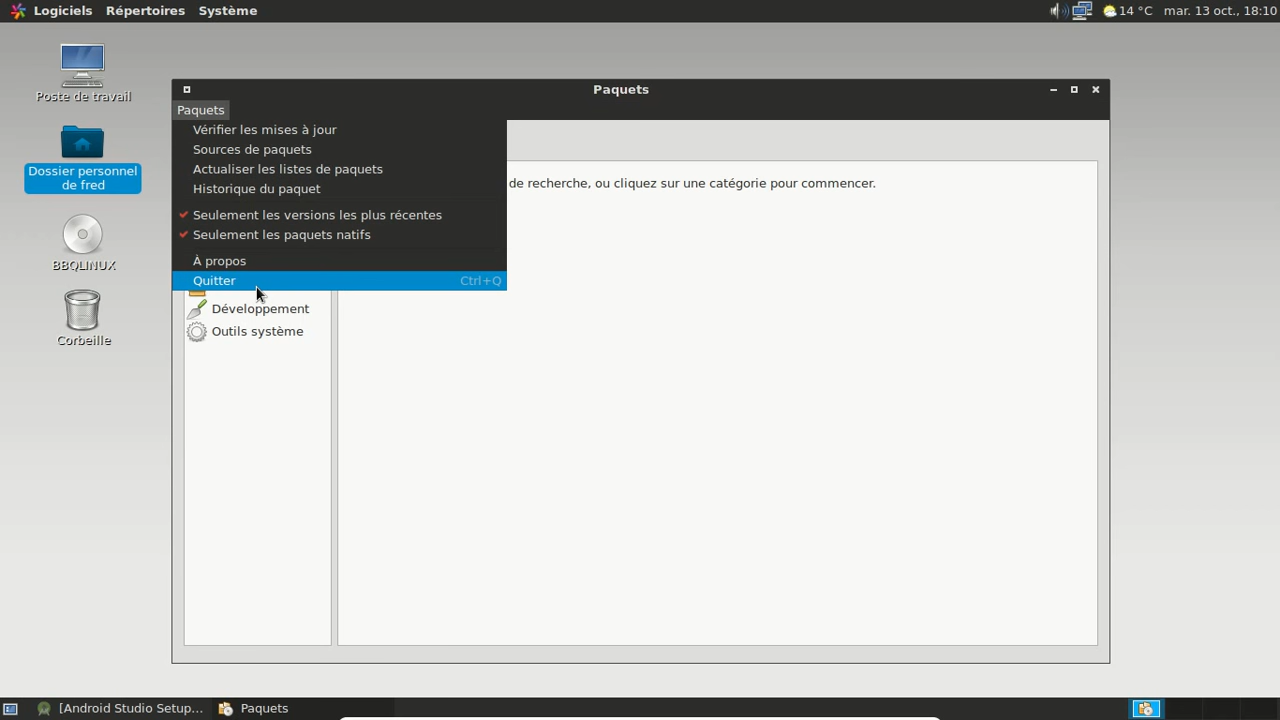 Logiciels Répertoires Système
14 °C mar. 13 oct., 18:10
Poste de travail
Dossier personnel
de fred
BBQLINUX
Corbeille
Paquets
Paquets
Vérifier les mises à jour
Sources de paquets
Actualiser les listes de paquets
Historique du paquet
Seulement les versions les plus récentes
Seulement les paquets natifs
À propos
Quitter Ctrl+Q
de recherche, ou cliquez sur une catégorie pour commencer.
Développement
Outils système
[Android Studio Setup... Paquets